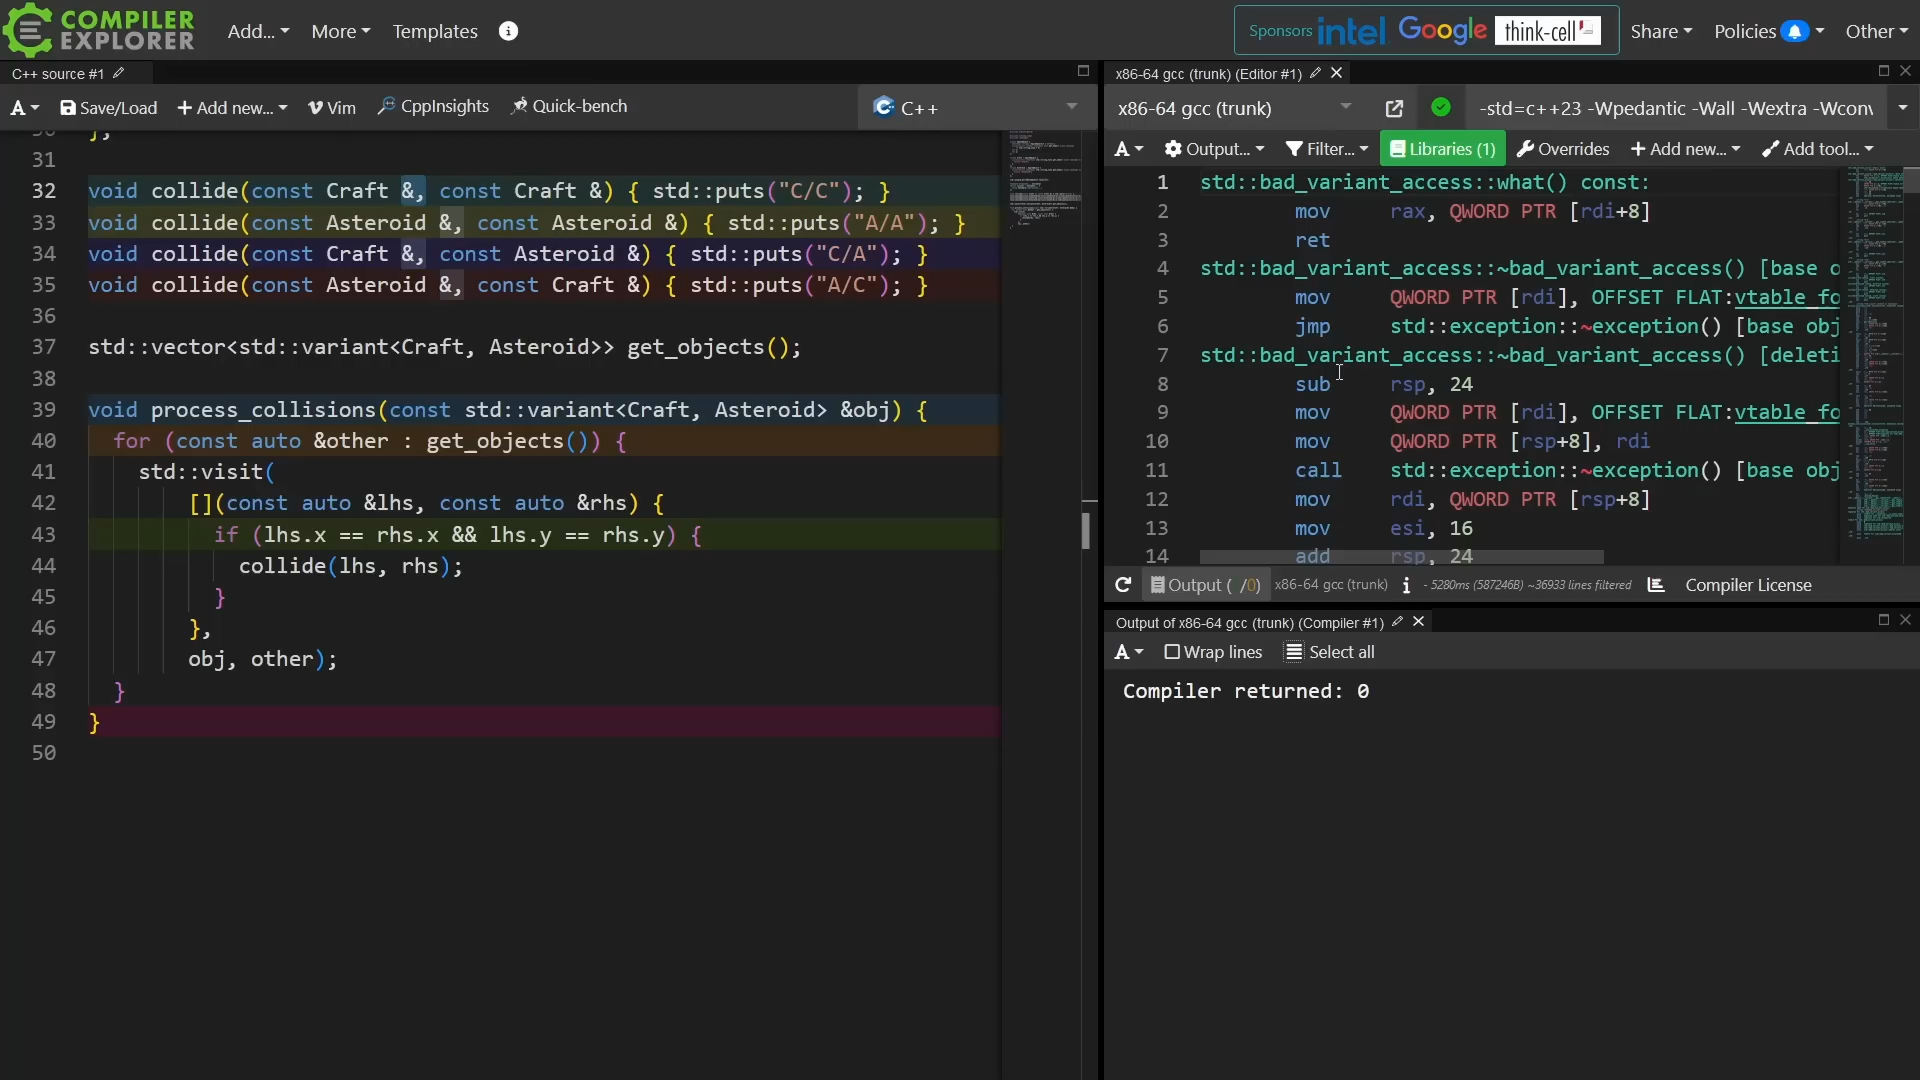 COMPILER
EXPLORER
Add...
More
Templates
Sponsors intel Google think-cell
Share
Policies
Other
C++ source #1
A
Save/Load
+ Add new...
Vim
CppInsights
Quick-bench
C++
31
32 void collide(const Craft &, const Craft &) { std::puts("C/C"); }
33 void collide(const Asteroid &, const Asteroid &) { std::puts("A/A"); }
34 void collide(const Craft &, const Asteroid &) { std::puts("C/A"); }
35 void collide(const Asteroid &, const Craft &) { std::puts("A/C"); }
36
37 std::vector<std::variant<Craft, Asteroid>> get_objects();
38
39 void process_collisions(const std::variant<Craft, Asteroid> &obj) {
40 for (const auto &other : get_objects()) {
41 std::visit(
42 [](const auto &lhs, const auto &rhs) {
43 if (lhs.x == rhs.x && lhs.y == rhs.y) {
44 collide(lhs, rhs);
45 }
46 },
47 obj, other);
48 }
49 }
50
x86-64 gcc (trunk) (Editor #1)
x86-64 gcc (trunk)
-std=c++23 -Wpedantic -Wall -Wextra -Wconv
A
Output...
Filter...
Libraries (1)
Overrides
+ Add new...
Add tool...
1 std::bad_variant_access::what() const:
2 mov rax, QWORD PTR [rdi+8]
3 ret
4 std::bad_variant_access::~bad_variant_access() [base o
5 mov QWORD PTR [rdi], OFFSET FLAT:vtable fo
6 jmp std::exception::~exception() [base obj
7 std::bad_variant_access::~bad_variant_access() [deleti
8 sub rsp, 24
9 mov QWORD PTR [rdi], OFFSET FLAT:vtable fo
10 mov QWORD PTR [rsp+8], rdi
11 call std::exception::~exception() [base obj
12 mov rdi, QWORD PTR [rsp+8]
13 mov esi, 16
14 add rsp, 24
Output ( /0) x86-64 gcc (trunk) i - 5280ms (587246B) ~36933 lines filtered
Compiler License
Output of x86-64 gcc (trunk) (Compiler #1)
A
Wrap lines
Select all
Compiler returned: 0